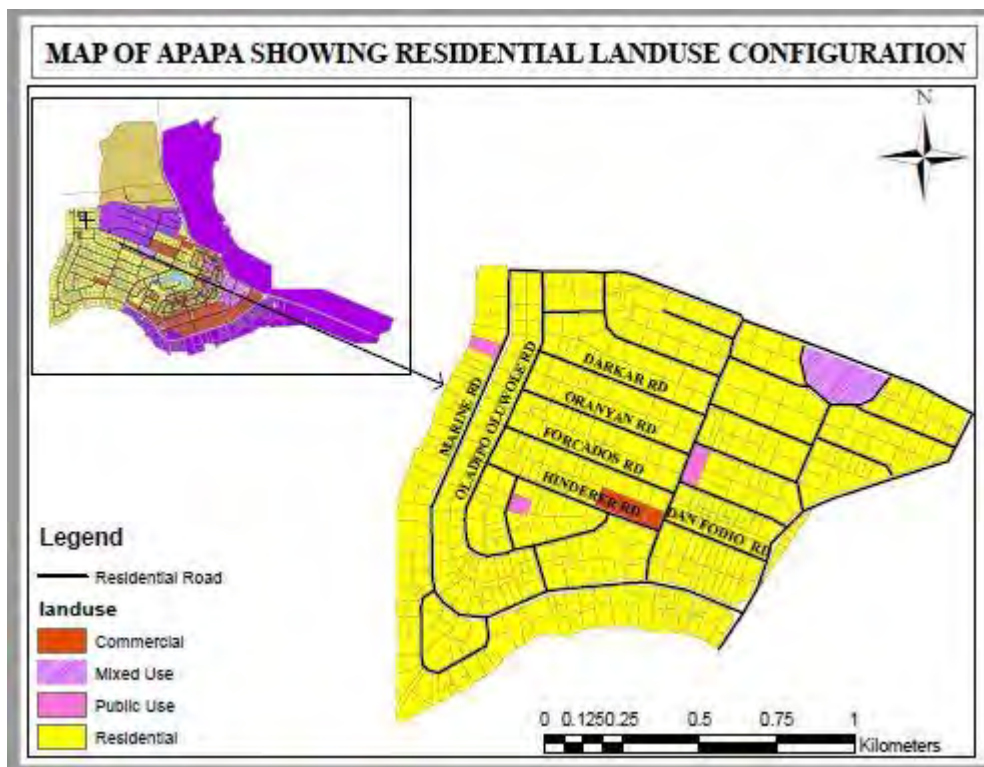 MAP OF APAPA SHOWING RESIDENTIAL LANDUSE CONFIGURATION
N
DARKAR RD
ORANYAN RD
FORCADOS RD
HINDERER RD
DAN FODIO RD
MARINE RD
OLADIPO OLUWOLE RD
Legend
Residential Road
landuse
Commercial
Mixed Use
Public Use
Residential
0 0.1250.25 0.5 0.75 1
Kilometers